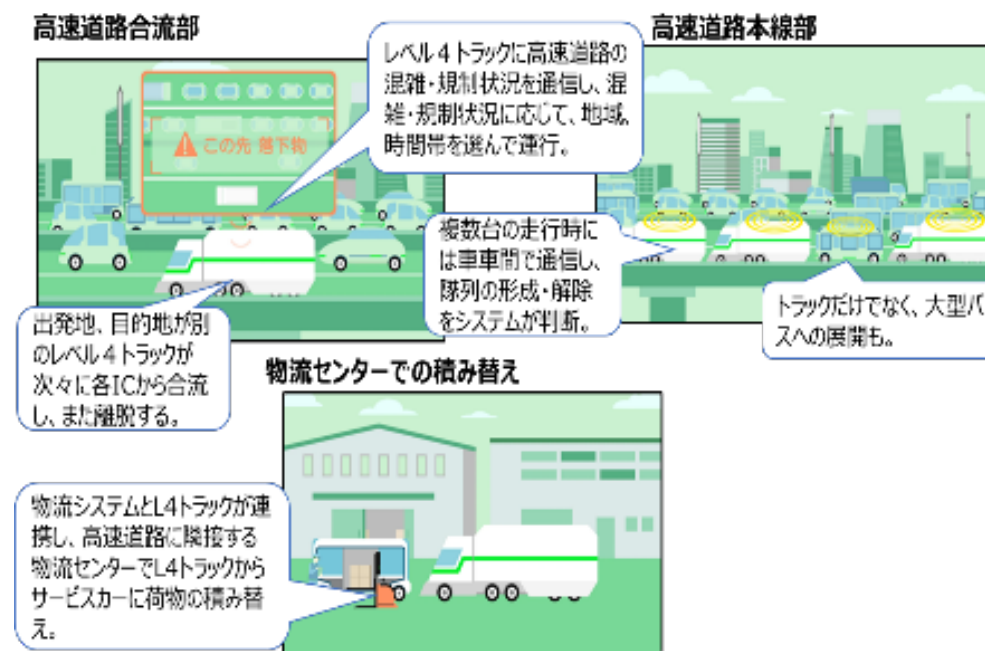 高速道路合流部
レベル4トラックに高速道路の
混雑・規制状況を通信し、混
雑・規制状況に応じて、地域、
時間帯を選んで運行。
この先 落下物
出発地、目的地が別
のレベル4トラックが
次々に各ICから合流
し、また離脱する。
高速道路本線部
複数台の走行時に
は車車間で通信し、
隊列の形成・解除
をシステムが判断。
トラックだけでなく、大型バ
スへの展開も。
物流センターでの積み替え
物流システムとL4トラックが連
携し、高速道路に隣接する
物流センターでL4トラックから
サービスカーに荷物の積み替
え。